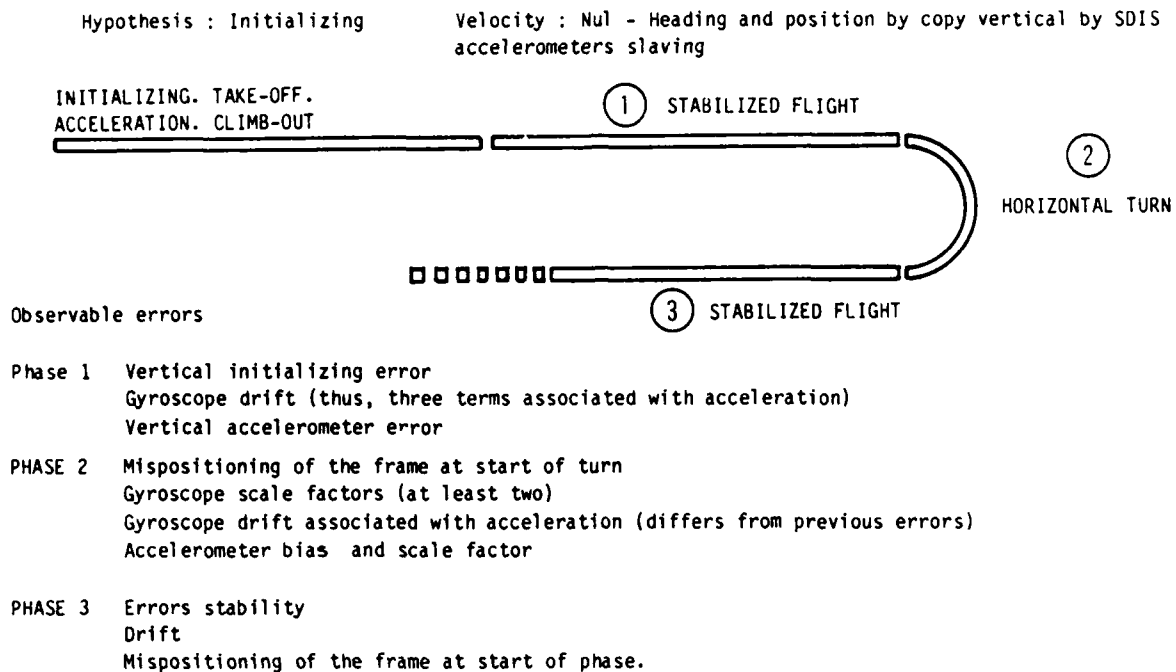 Hypothesis : Initializing
Velocity : Nul - Heading and position by copy vertical by SDIS
accelerometers slaving
INITIALIZING. TAKE-OFF.
ACCELERATION. CLIMB-OUT
1 STABILIZED FLIGHT
2
HORIZONTAL TURN
3 STABILIZED FLIGHT
Observable errors
Phase 1 Vertical initializing error
Gyroscope drift (thus, three terms associated with acceleration)
Vertical accelerometer error
PHASE 2 Mispositioning of the frame at start of turn
Gyroscope scale factors (at least two)
Gyroscope drift associated with acceleration (differs from previous errors)
Accelerometer bias and scale factor
PHASE 3 Errors stability
Drift
Mispositioning of the frame at start of phase.